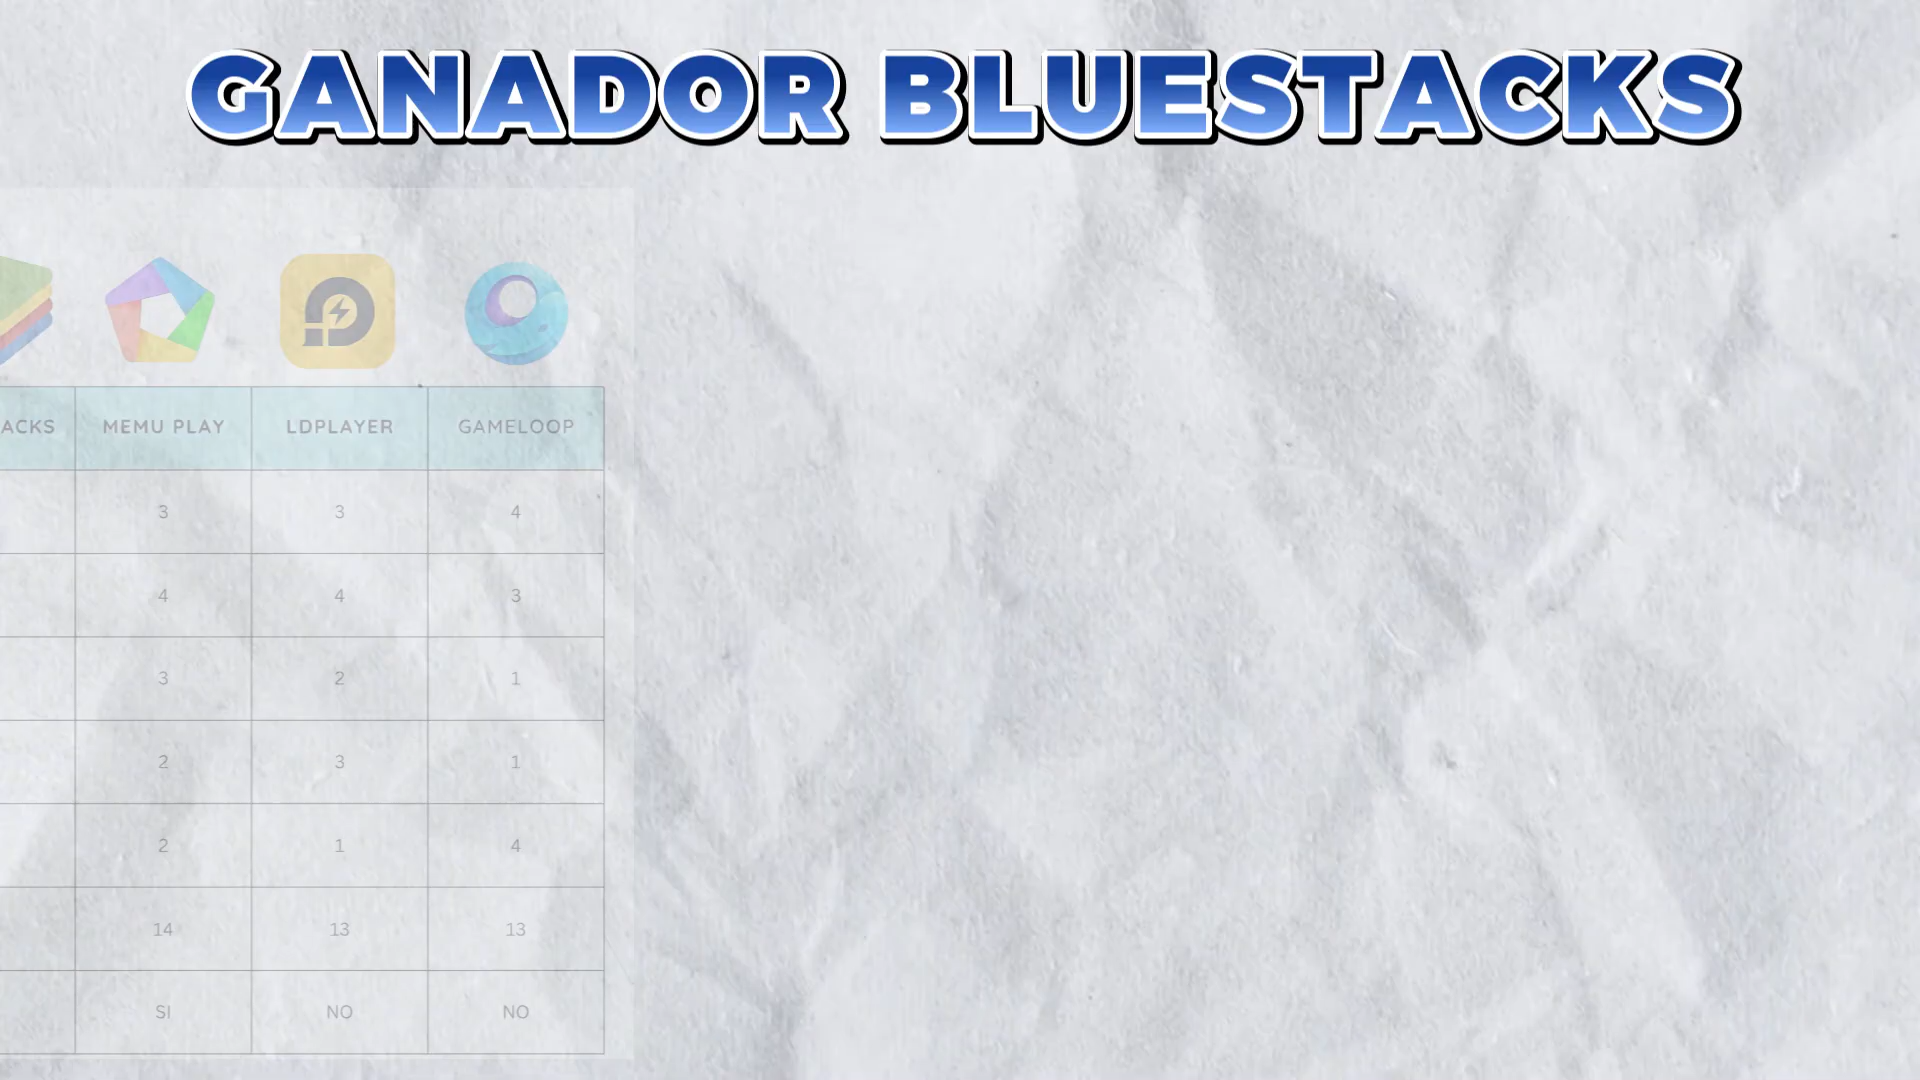 GANADOR BLUESTACKS
ACKS MEMU PLAY LDPLAYER GAMELOOP
3 3 4
4 4 3
3 2 1
2 3 1
2 1 4
14 13 13
SI NO NO